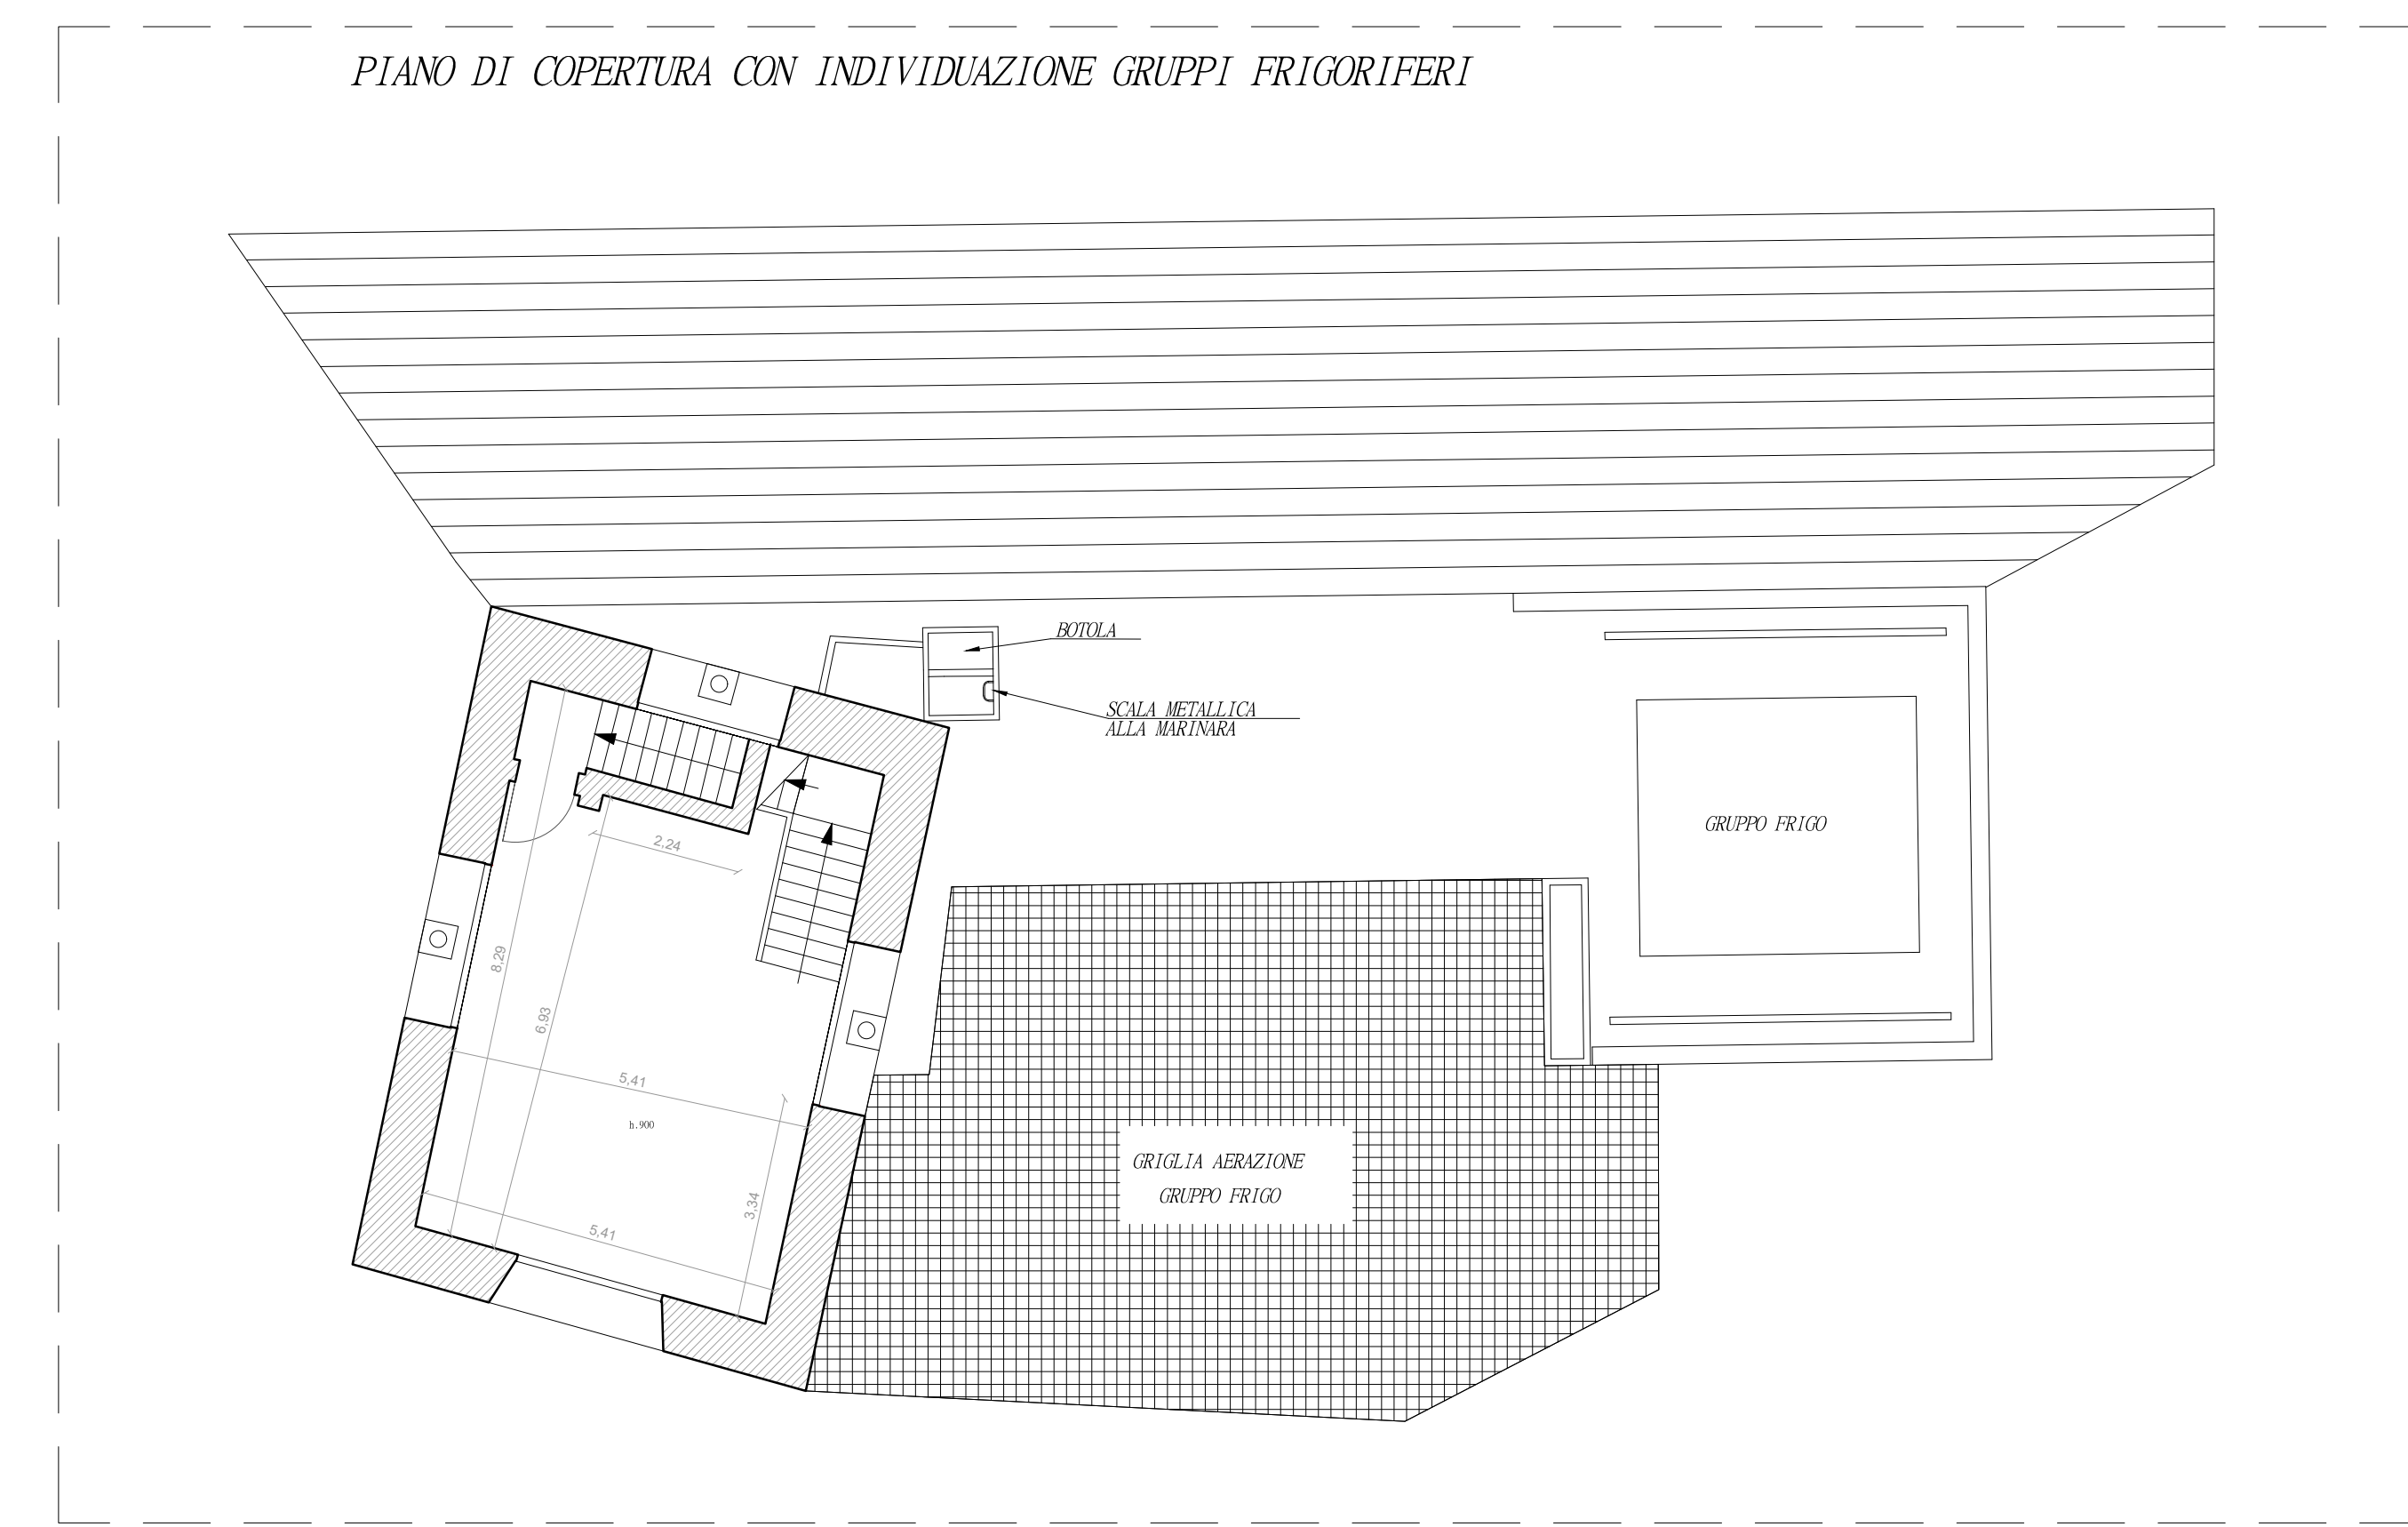 PIANO DI COPERTURA CON INDIVIDUAZIONE GRUPPI FRIGORIFERI
BOTOLA
SCALA METALLICA
ALLA MARINARA
GRUPPO FRIGO
2,24
8,29
6,93
5,41
h.900
3,34
5,41
GRIGLIA AERAZIONE
GRUPPO FRIGO